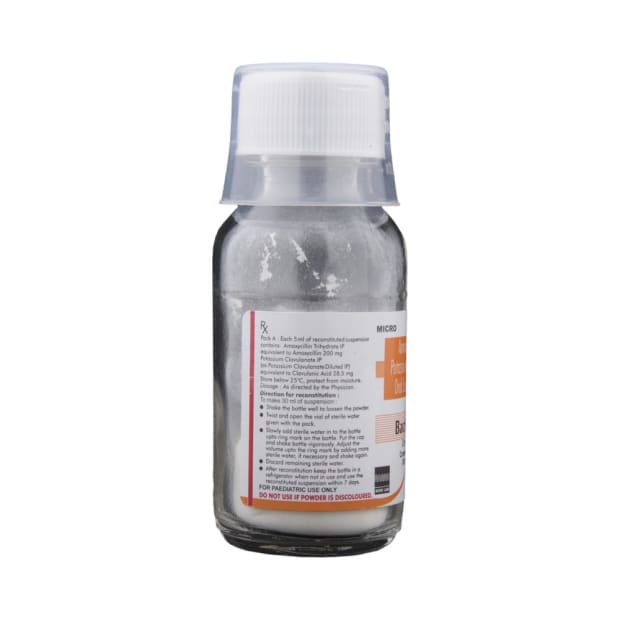 Rx
Pack A : Each 5 ml of reconstituted suspension
contains: Amoxycillin Trihydrate IP
equivalent to Amoxycillin 200 mg
Potassium Clavulanate IP
(as Potassium Clavulanate Diluted IP)
equivalent to Clavulanic Acid 28.5 mg
Store below 25°C, protect from moisture.
Dosage : As directed by the Physician.
Direction for reconstitution :
To make 30 ml of suspension :
● Shake the bottle well to loosen the powder.
● Twist and open the vial of sterile water
given with the pack.
● Slowly add sterile water in to the bottle
upto ring mark on the bottle. Put the cap
and shake bottle vigorously. Adjust the
volume upto the ring mark by adding more
sterile water, if necessary and shake again.
● Discard remaining sterile water.
● After reconstitution keep the bottle in a
refrigerator when not in use and use the
reconstituted suspension within 7 days.
FOR PAEDIATRIC USE ONLY
DO NOT USE IF POWDER IS DISCOLOURED.
MICRO